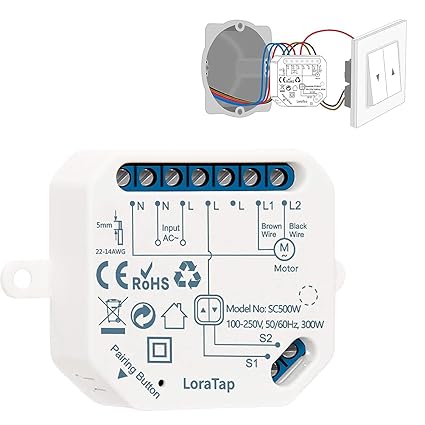 N N L L L L1 L2
5mm
22-14AWG
Input
AC~
Brown
Wire
Black
Wire
M
Motor
CE RoHS
Model No: SC500W
100-250V, 50/60Hz, 300W
S2
S1
Pairing Button
LoraTap
LoraTap